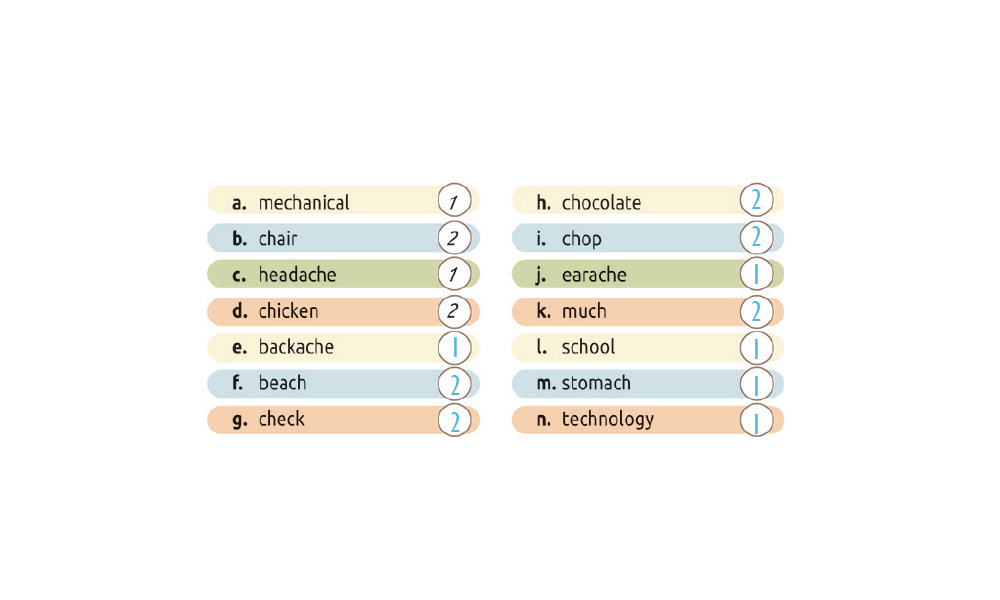 a. mechanical 1
b. chair 2
c. headache 1
d. chicken 2
e. backache 1
f. beach 2
g. check 2
h. chocolate 2
i. chop 2
j. earache 1
k. much 2
l. school 1
m. stomach 1
n. technology 1